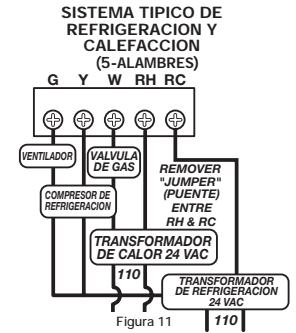 SISTEMA TIPICO DE
REFRIGERACION Y
CALEFACCION
(5-ALAMBRES)
G Y W RH RC
VENTILADOR
VALVULA
DE GAS
COMPRESOR DE
REFRIGERACION
REMOVER
"JUMPER"
(PUENTE)
ENTRE
RH & RC
TRANSFORMADOR
DE CALOR 24 VAC
110
TRANSFORMADOR
DE REFRIGERACION
24 VAC
110
Figura 11